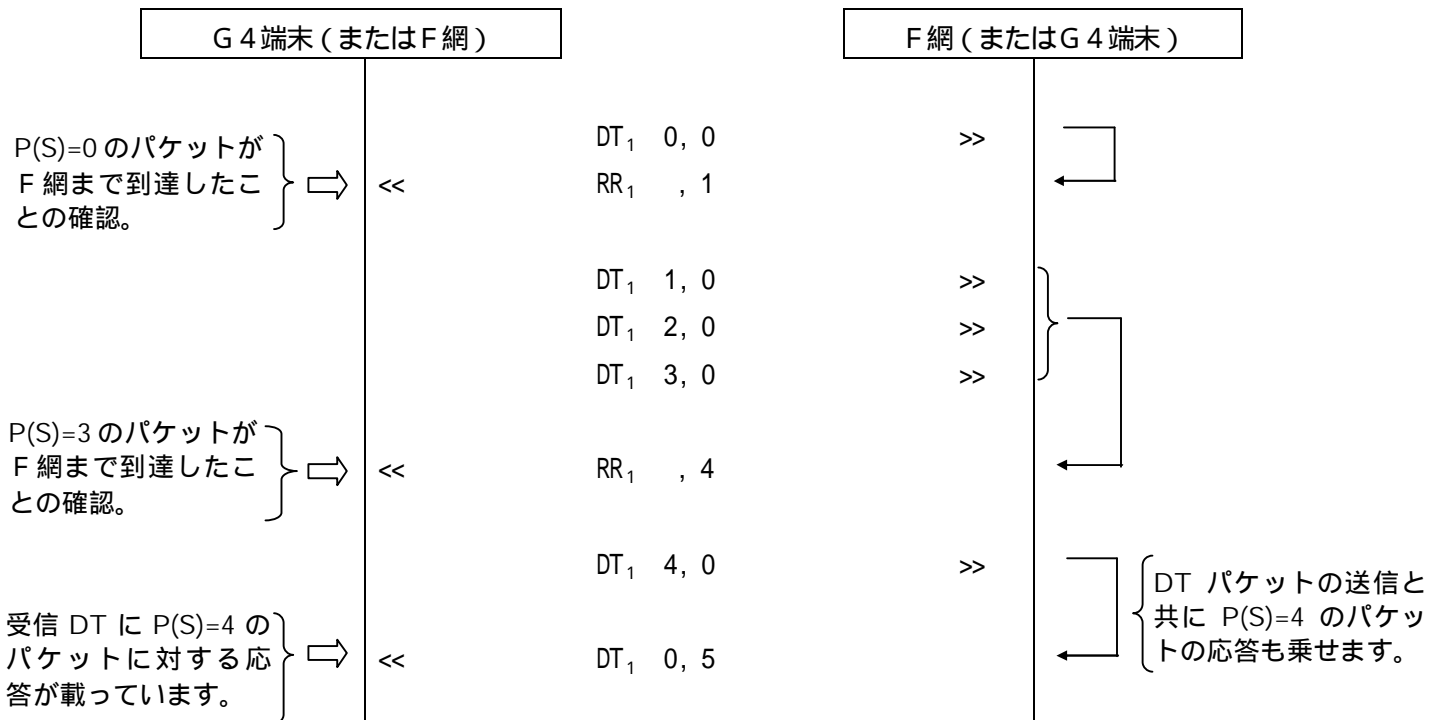 G４端末（またはF網）
F網（またはG４端末）
DT₁ 0, 0 >>
P(S)=0 のパケットが
F網まで到達したこ
との確認。
<< RR₁ , 1
DT₁ 1, 0 >>
DT₁ 2, 0 >>
DT₁ 3, 0 >>
P(S)=3 のパケットが
F網まで到達したこ
との確認。
<< RR₁ , 4
DT₁ 4, 0 >>
受信 DT に P(S)=4 の
パケットに対する応
答が載っています。
<< DT₁ 0, 5
DT パケットの送信と
共に P(S)=4 のパケッ
トの応答も乗せます。